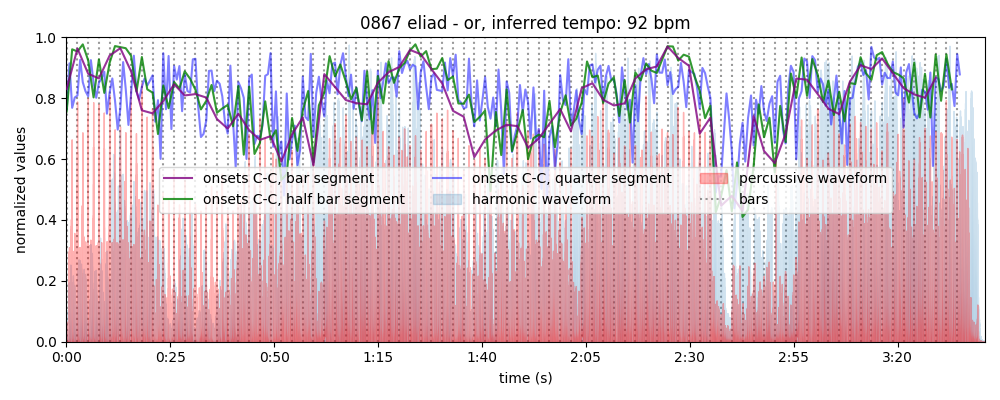 0867 eliad - or, inferred tempo: 92 bpm
1.0
0.8
0.6
0.4
0.2
0.0
normalized values
onsets C-C, bar segment
onsets C-C, half bar segment
onsets C-C, quarter segment
harmonic waveform
percussive waveform
bars
0:00 0:25 0:50 1:15 1:40 2:05 2:30 2:55 3:20
time (s)